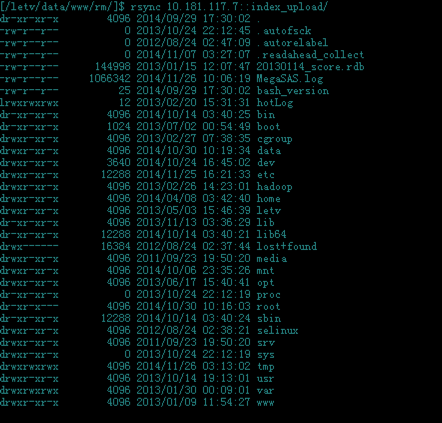 [/letv/data/www/rm/]$ rsync 10.181.117.7::index_upload/
dr-xr-xr-x 4096 2014/09/29 17:30:02 .
-rw-r--r-- 0 2013/10/24 22:12:45 .autofsck
-rw-r--r-- 0 2012/08/24 02:47:09 .autorelabel
-rw-r--r-- 0 2014/11/07 03:27:07 .readahead_collect
-rw-r--r-- 144998 2013/01/15 12:07:47 20130114_score.rdb
-rw-r--r-- 1066342 2014/11/26 10:06:19 MegaSAS.log
-rw-r--r-- 25 2014/09/29 17:30:02 bash_version
lrwxrwxrwx 12 2013/02/20 15:31:31 hotLog
dr-xr-xr-x 4096 2014/10/14 03:40:25 bin
dr-xr-xr-x 1024 2013/07/02 00:54:49 boot
drwxr-xr-x 4096 2013/02/27 07:38:35 cgroup
drwxr-xr-x 4096 2014/10/30 10:19:34 data
drwxr-xr-x 3640 2014/10/24 16:45:02 dev
drwxr-xr-x 12288 2014/11/25 16:21:33 etc
drwxr-xr-x 4096 2013/02/26 14:23:01 hadoop
drwxr-xr-x 4096 2014/04/08 03:42:40 home
drwxr-xr-x 4096 2013/05/03 15:46:39 letv
dr-xr-xr-x 4096 2014/11/13 03:36:29 lib
dr-xr-xr-x 12288 2014/10/14 03:40:21 lib64
drwx------ 16384 2012/08/24 02:37:44 lost+found
drwxr-xr-x 4096 2011/09/23 19:50:20 media
drwxr-xr-x 4096 2014/10/06 23:35:26 mnt
drwxr-xr-x 4096 2013/06/17 15:40:41 opt
dr-xr-xr-x 0 2013/10/24 22:12:19 proc
dr-xr-x--- 4096 2014/10/30 10:16:03 root
dr-xr-xr-x 12288 2014/10/14 03:40:24 sbin
drwxr-xr-x 4096 2012/08/24 02:38:21 selinux
drwxr-xr-x 4096 2011/09/23 19:50:20 srv
drwxr-xr-x 0 2013/10/24 22:12:19 sys
drwxrwxrwx 4096 2014/11/26 03:13:02 tmp
drwxr-xr-x 4096 2014/10/14 19:13:01 usr
drwxrwxrwx 4096 2013/01/30 00:09:01 var
drwxr-xr-x 4096 2013/01/09 11:54:27 www